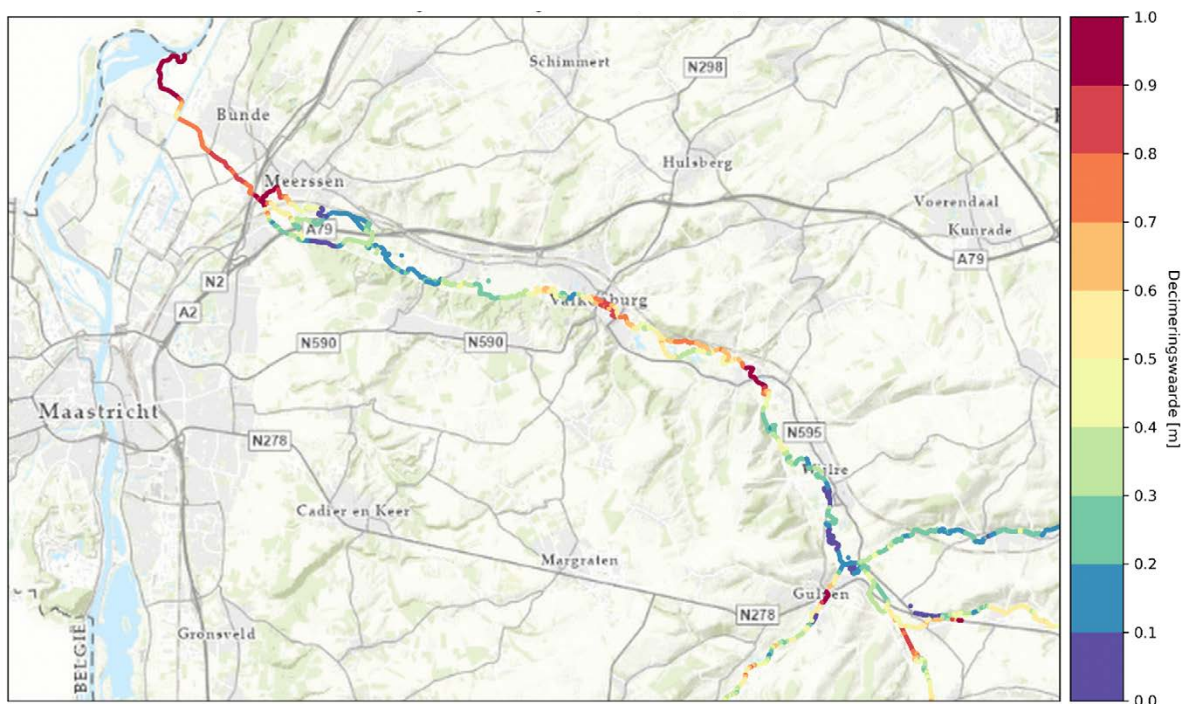 Schimmert
N298
Bunde
Hulsberg
Meerssen
Voerendaal
A79
Kunrade
A79
N2
Valkenburg
A2
N590
N590
Maastricht
N278
N595
Wijlre
Cadier en Keer
Margraten
Gulpen
N278
Gronsveld
BELGIË
1.0
0.9
0.8
0.7
0.6
0.5
0.4
0.3
0.2
0.1
0.0
Decimeringswaarde [m]